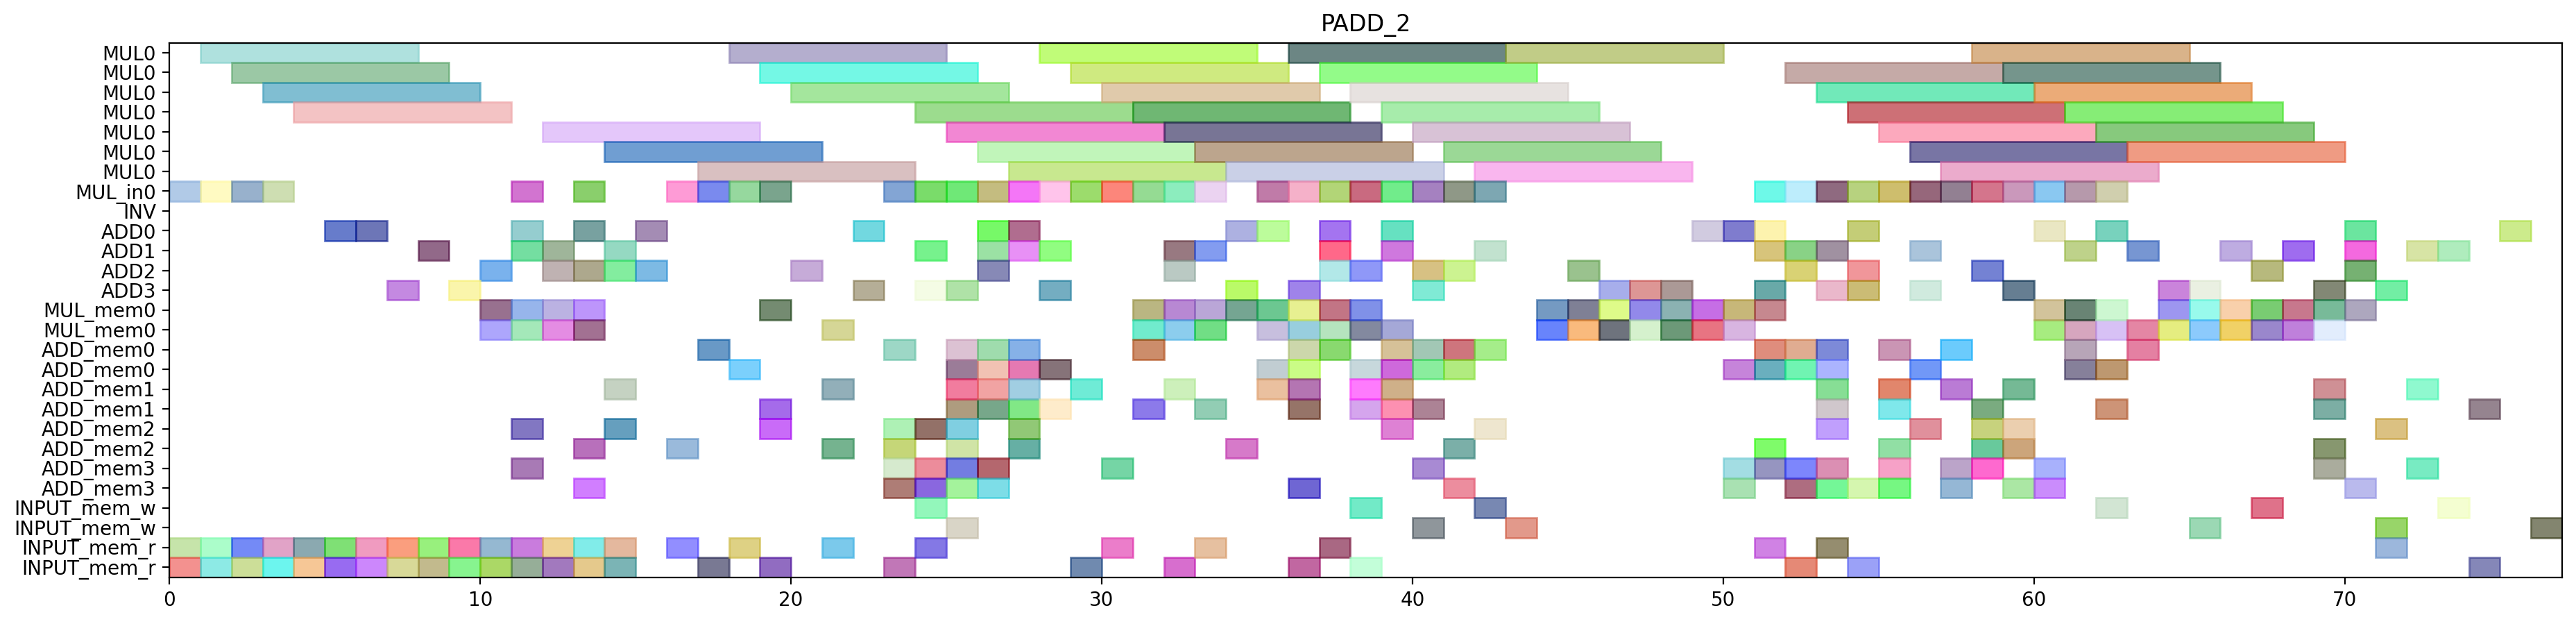 PADD_2
MUL0
MUL0
MUL0
MUL0
MUL0
MUL0
MUL0
MUL_in0
INV
ADD0
ADD1
ADD2
ADD3
MUL_mem0
MUL_mem0
ADD_mem0
ADD_mem0
ADD_mem1
ADD_mem1
ADD_mem2
ADD_mem2
ADD_mem3
ADD_mem3
INPUT_mem_w
INPUT_mem_w
INPUT_mem_r
INPUT_mem_r
0 10 20 30 40 50 60 70